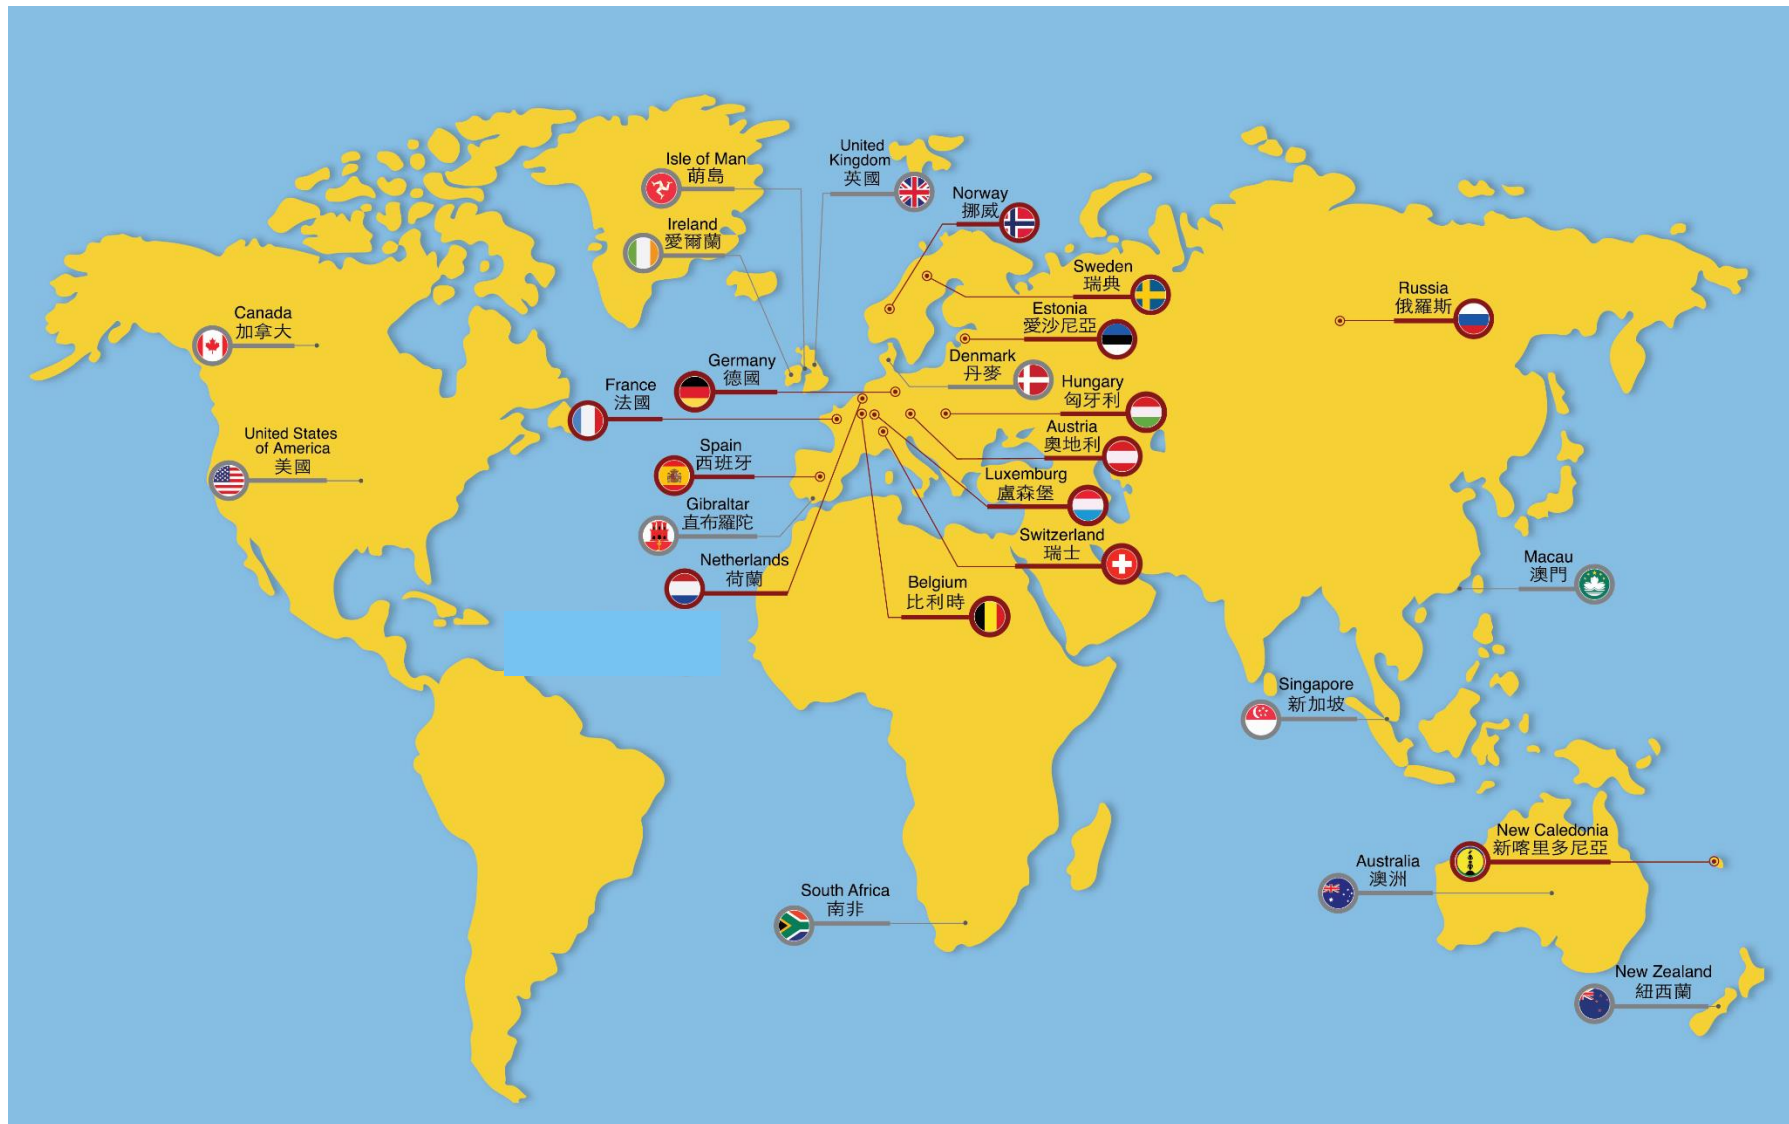 Isle of Man
萌島
United
Kingdom
英國
Norway
挪威
Ireland
愛爾蘭
Sweden
瑞典
Estonia
愛沙尼亞
Russia
俄羅斯
Canada
加拿大
Germany
德國
Denmark
丹麥
France
法國
Hungary
匈牙利
United States
of America
美國
Spain
西班牙
Austria
奧地利
Luxemburg
盧森堡
Gibraltar
直布羅陀
Switzerland
瑞士
Netherlands
荷蘭
Belgium
比利時
Macau
澳門
Singapore
新加坡
New Caledonia
新喀里多尼亞
Australia
澳洲
South Africa
南非
New Zealand
紐西蘭